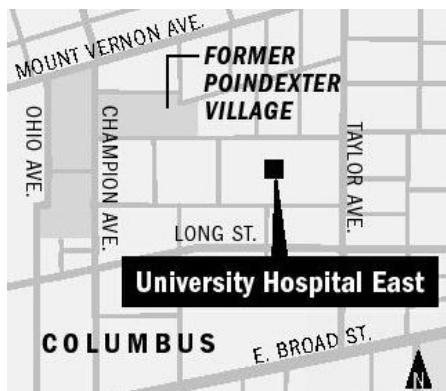 MOUNT VERNON AVE.
FORMER
POINDEXTER
VILLAGE
OHIO AVE.
CHAMPION AVE.
TAYLOR AVE.
LONG ST.
University Hospital East
COLUMBUS
E. BROAD ST.
N